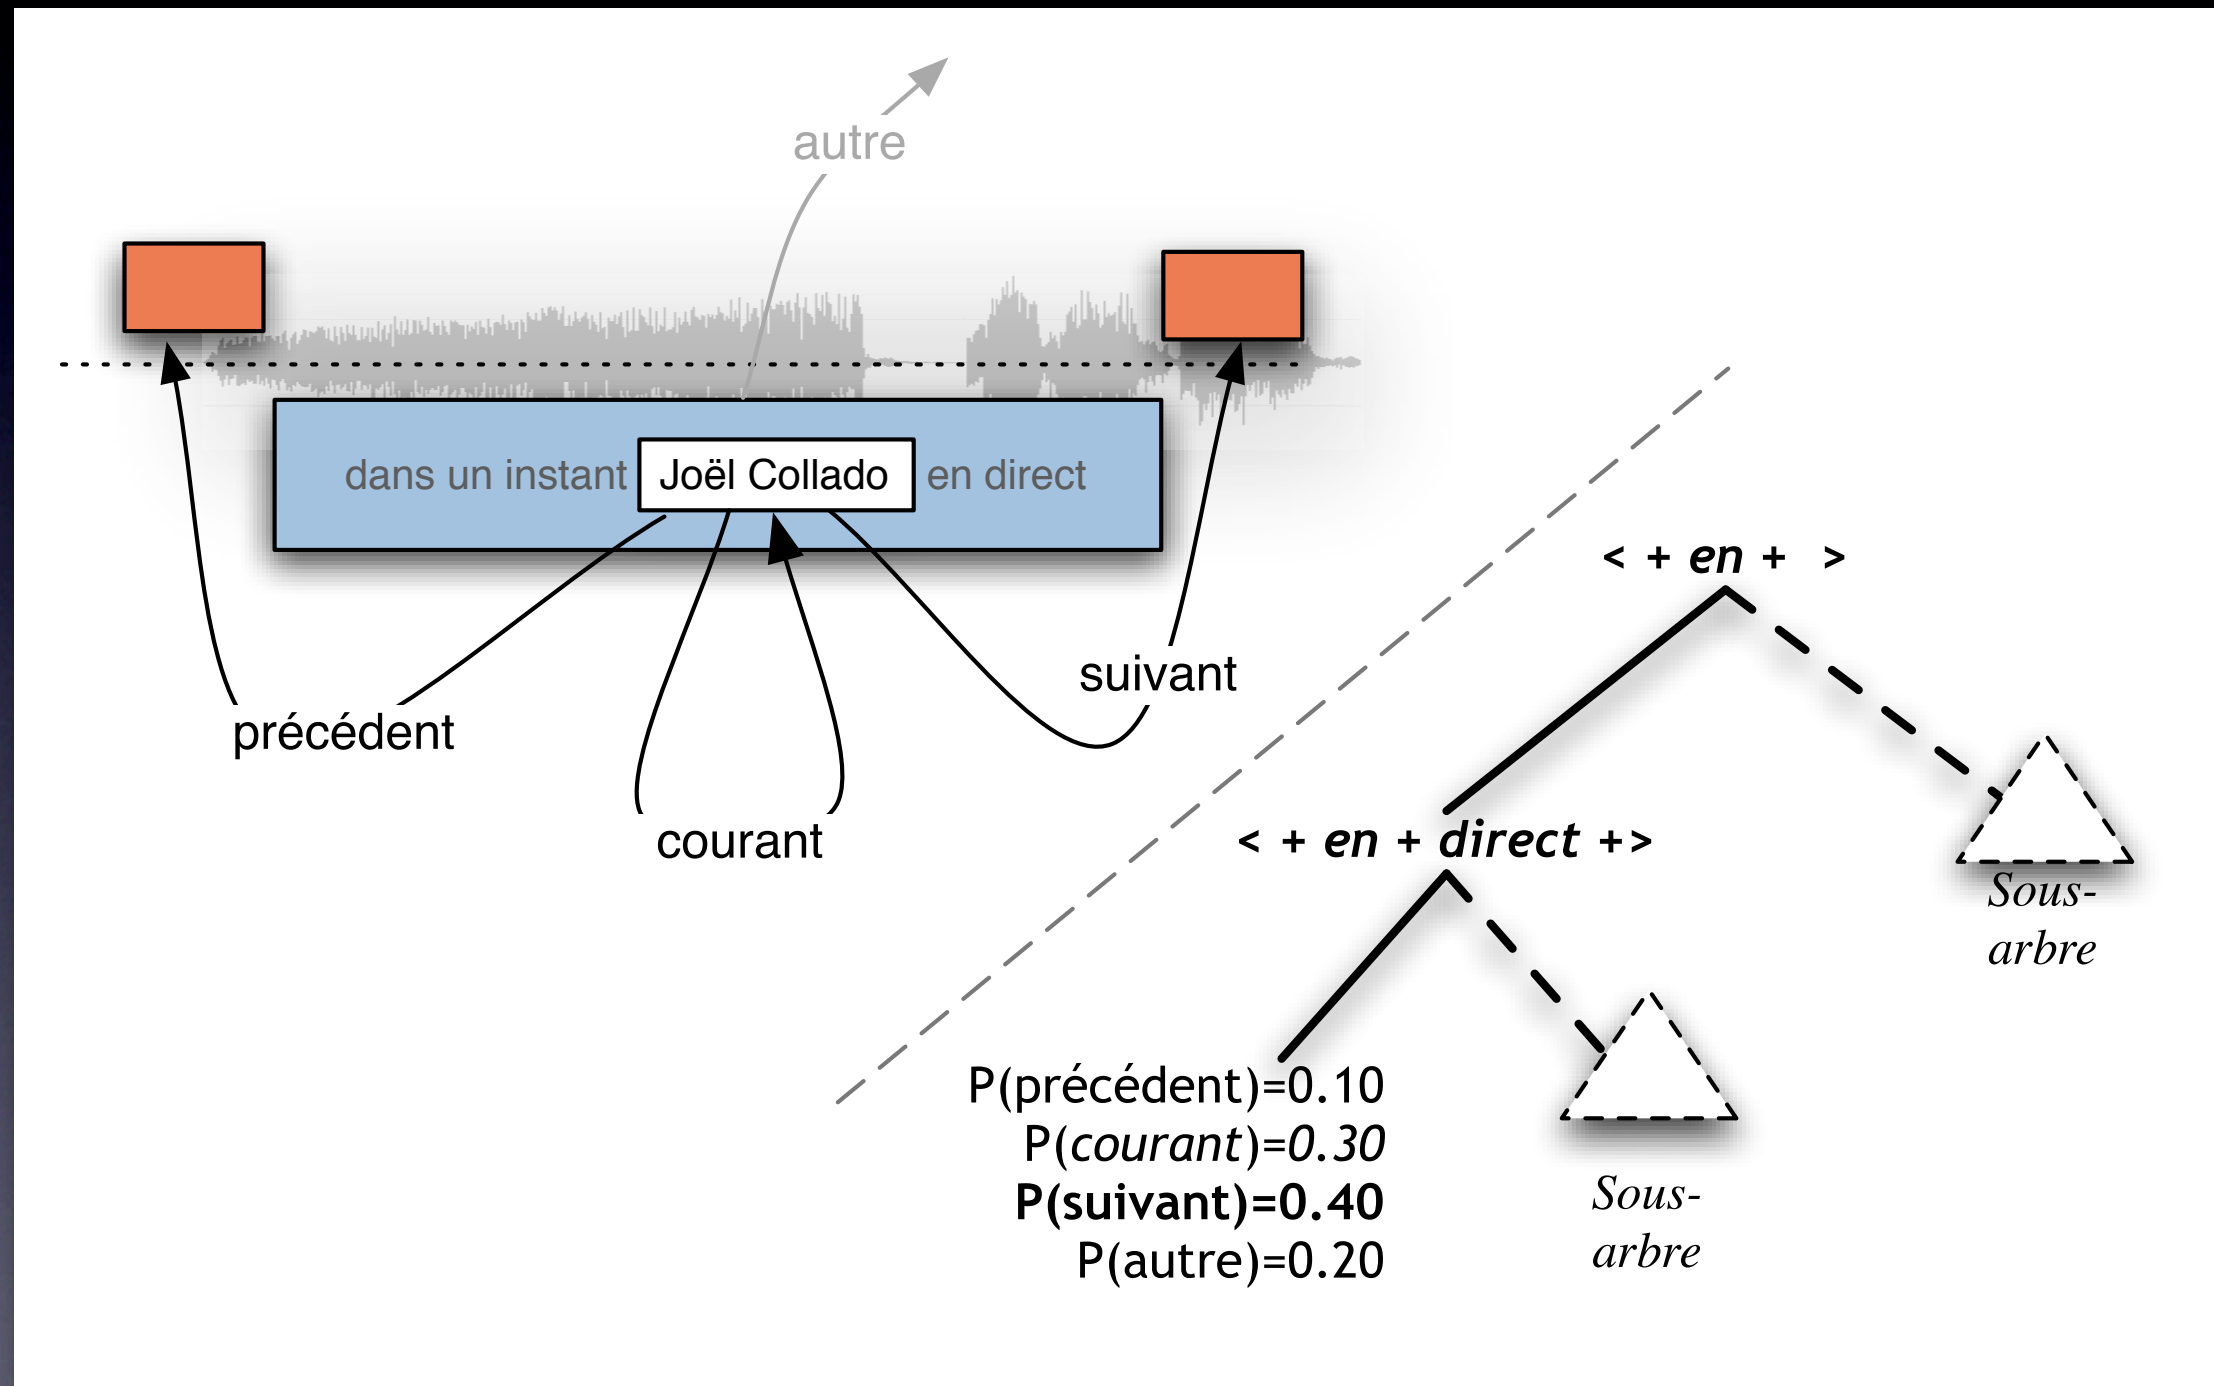 autre
dans un instant Joël Collado en direct
précédent
courant
suivant
< + en + >
< + en + direct +>
Sous-
arbre
P(précédent)=0.10
P(courant)=0.30
P(suivant)=0.40
P(autre)=0.20
Sous-
arbre